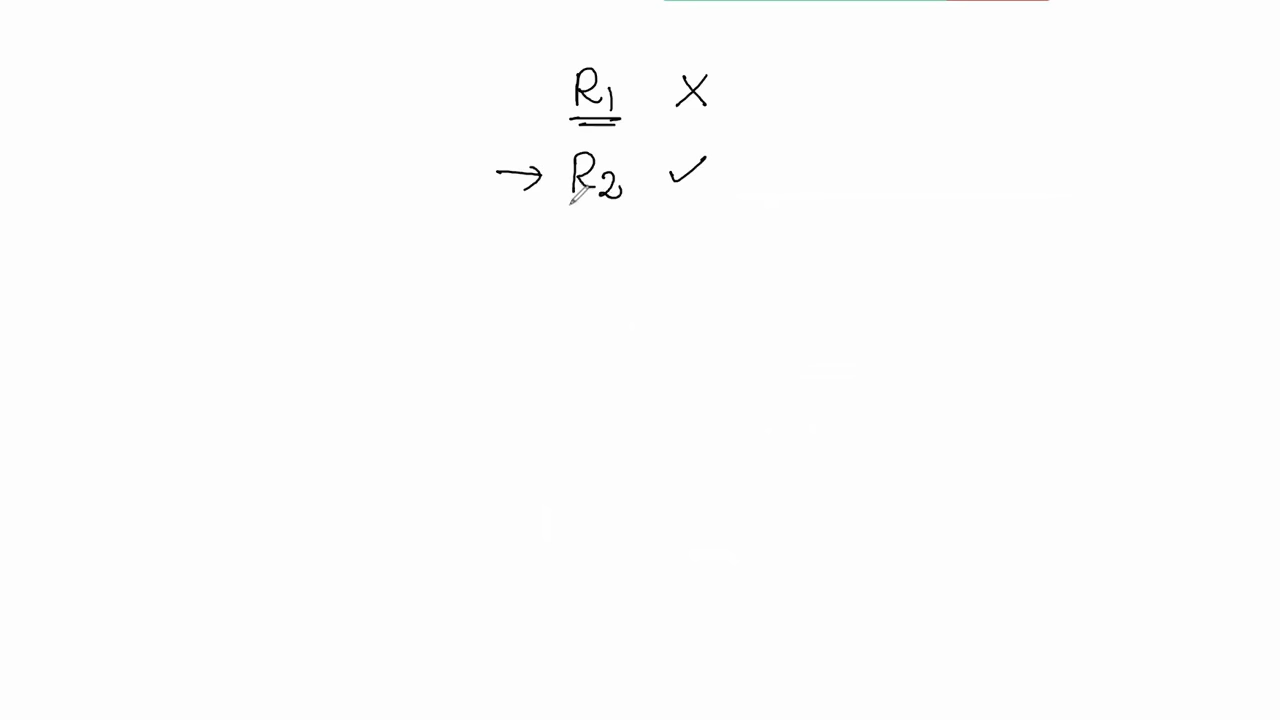 R1 X
→ R2 ✓